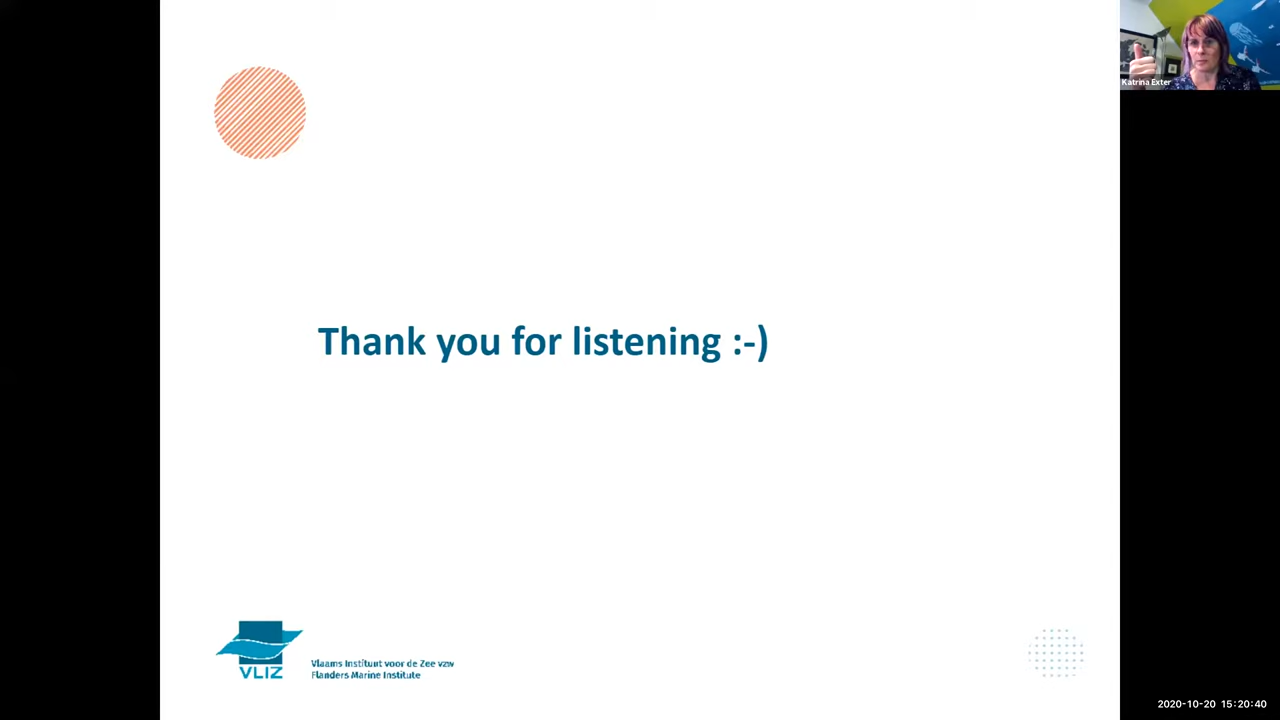 Katrina Exter
Thank you for listening :-)
VLIZ
Vlaams Instituut voor de Zee vzw
Flanders Marine Institute
2020-10-20 15:20:40